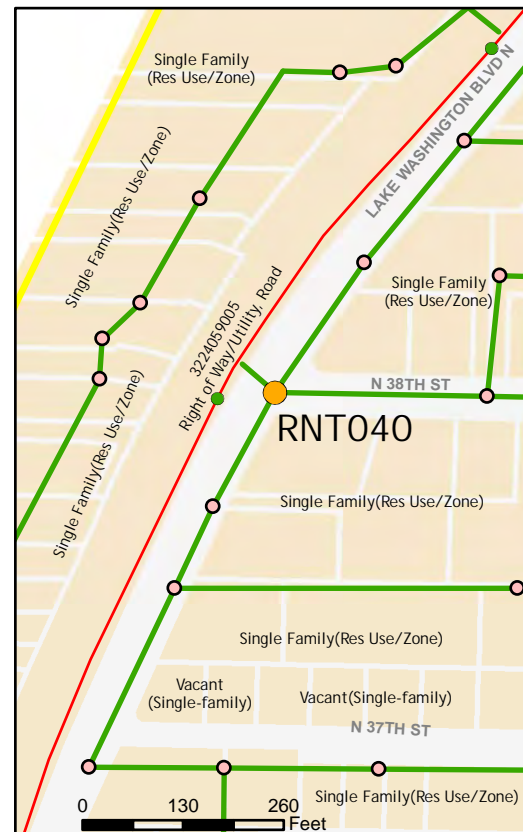 Single Family
(Res Use/Zone)
LAKE WASHINGTON BLVD N
Single Family(Res Use/Zone)
Single Family
(Res Use/Zone)
3224059005
Right of Way/Utility, Road
N 38TH ST
RNT040
Single Family(Res Use/Zone)
Single Family(Res Use/Zone)
Single Family(Res Use/Zone)
Vacant
(Single-family)
Vacant(Single-family)
N 37TH ST
Single Family(Res Use/Zone)
0 130 260
Feet